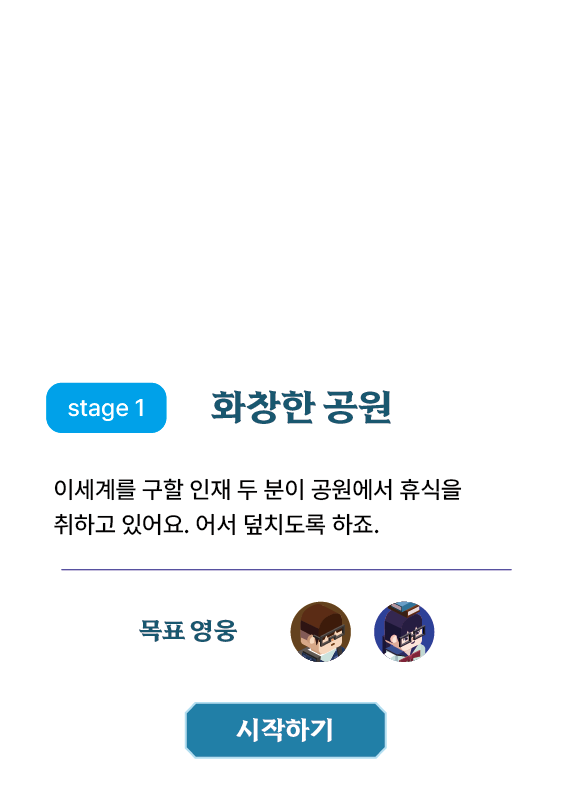 stage 1
화창한 공원
이세계를 구할 인재 두 분이 공원에서 휴식을
취하고 있어요. 어서 덮치도록 하죠.
목표 영웅
시작하기